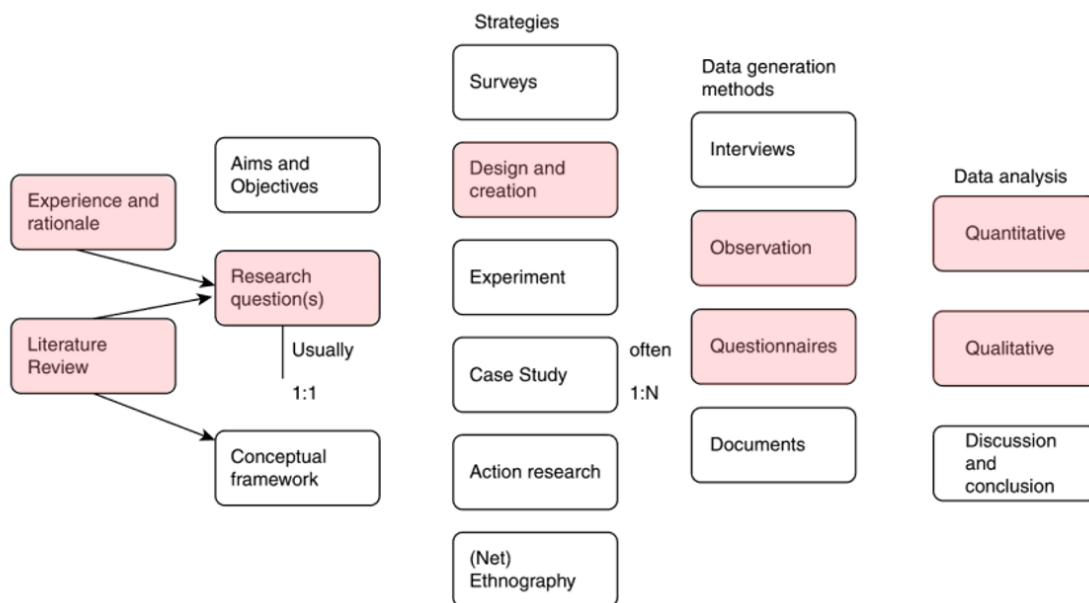 Experience and
rationale
Literature
Review
Aims and
Objectives
Research
question(s)
Usually
1:1
Conceptual
framework
Strategies
Surveys
Design and
creation
Experiment
Case Study
Action research
(Net)
Ethnography
often
1:N
Data generation
methods
Interviews
Observation
Questionnaires
Documents
Data analysis
Quantitative
Qualitative
Discussion
and
conclusion